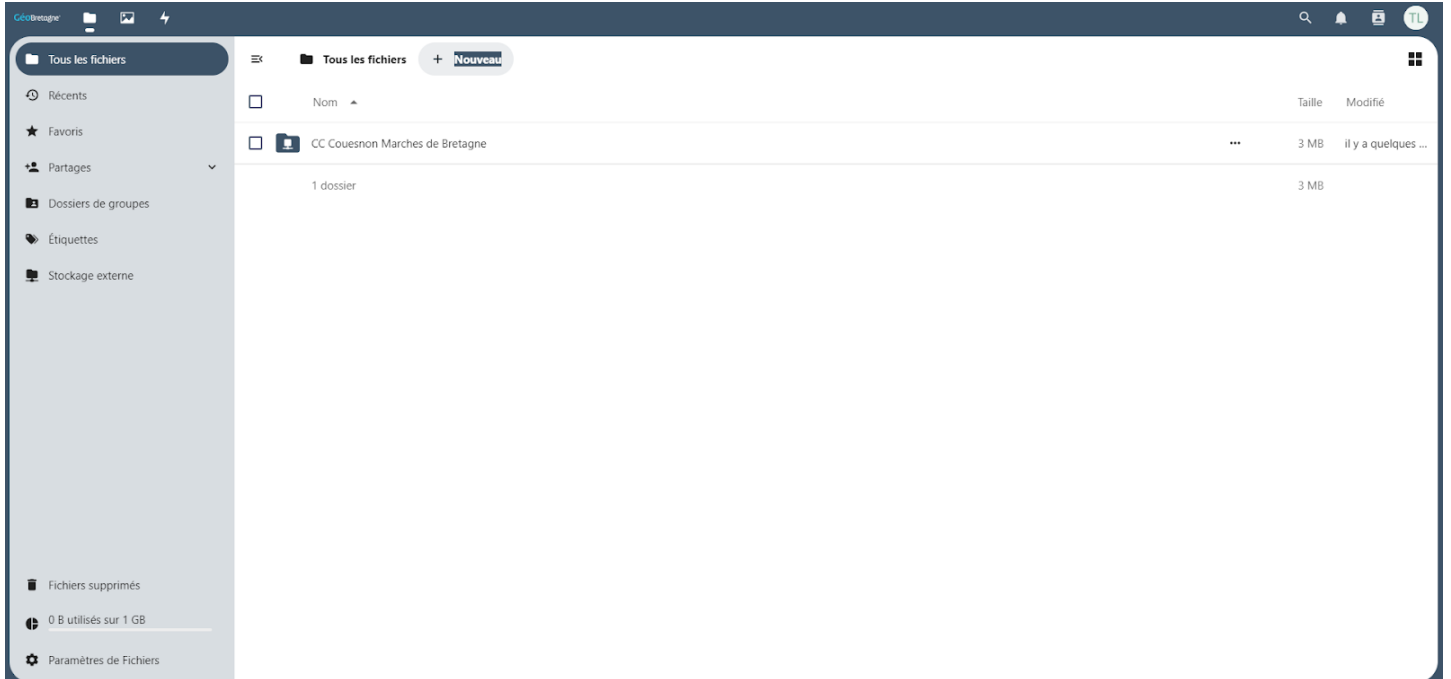 GéoBretagne
TL
Tous les fichiers
Récents
Favoris
Partages
Dossiers de groupes
Étiquettes
Stockage externe
Fichiers supprimés
0 B utilisés sur 1 GB
Paramètres de Fichiers
Tous les fichiers + Nouveau
Nom Taille Modifié
CC Couesnon Marches de Bretagne ••• 3 MB il y a quelques ...
1 dossier 3 MB